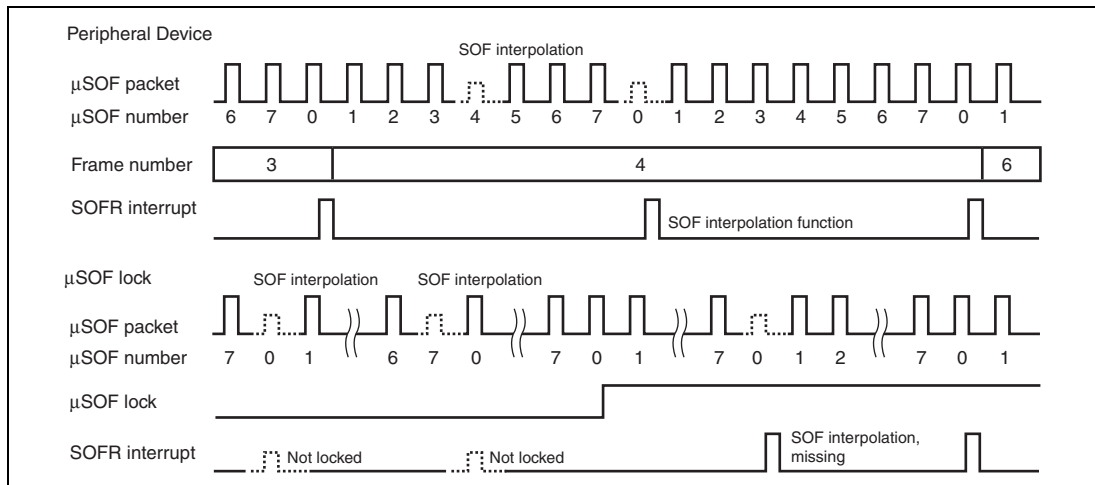 Peripheral Device
SOF interpolation
μSOF packet
μSOF number 6 7 0 1 2 3 4 5 6 7 0 1 2 3 4 5 6 7 0 1
Frame number 3 4 6
SOFR interrupt
SOF interpolation function
μSOF lock
SOF interpolation SOF interpolation
μSOF packet
μSOF number 7 0 1 6 7 0 7 0 1 7 0 1 2 7 0 1
μSOF lock
SOFR interrupt Not locked Not locked SOF interpolation,
missing